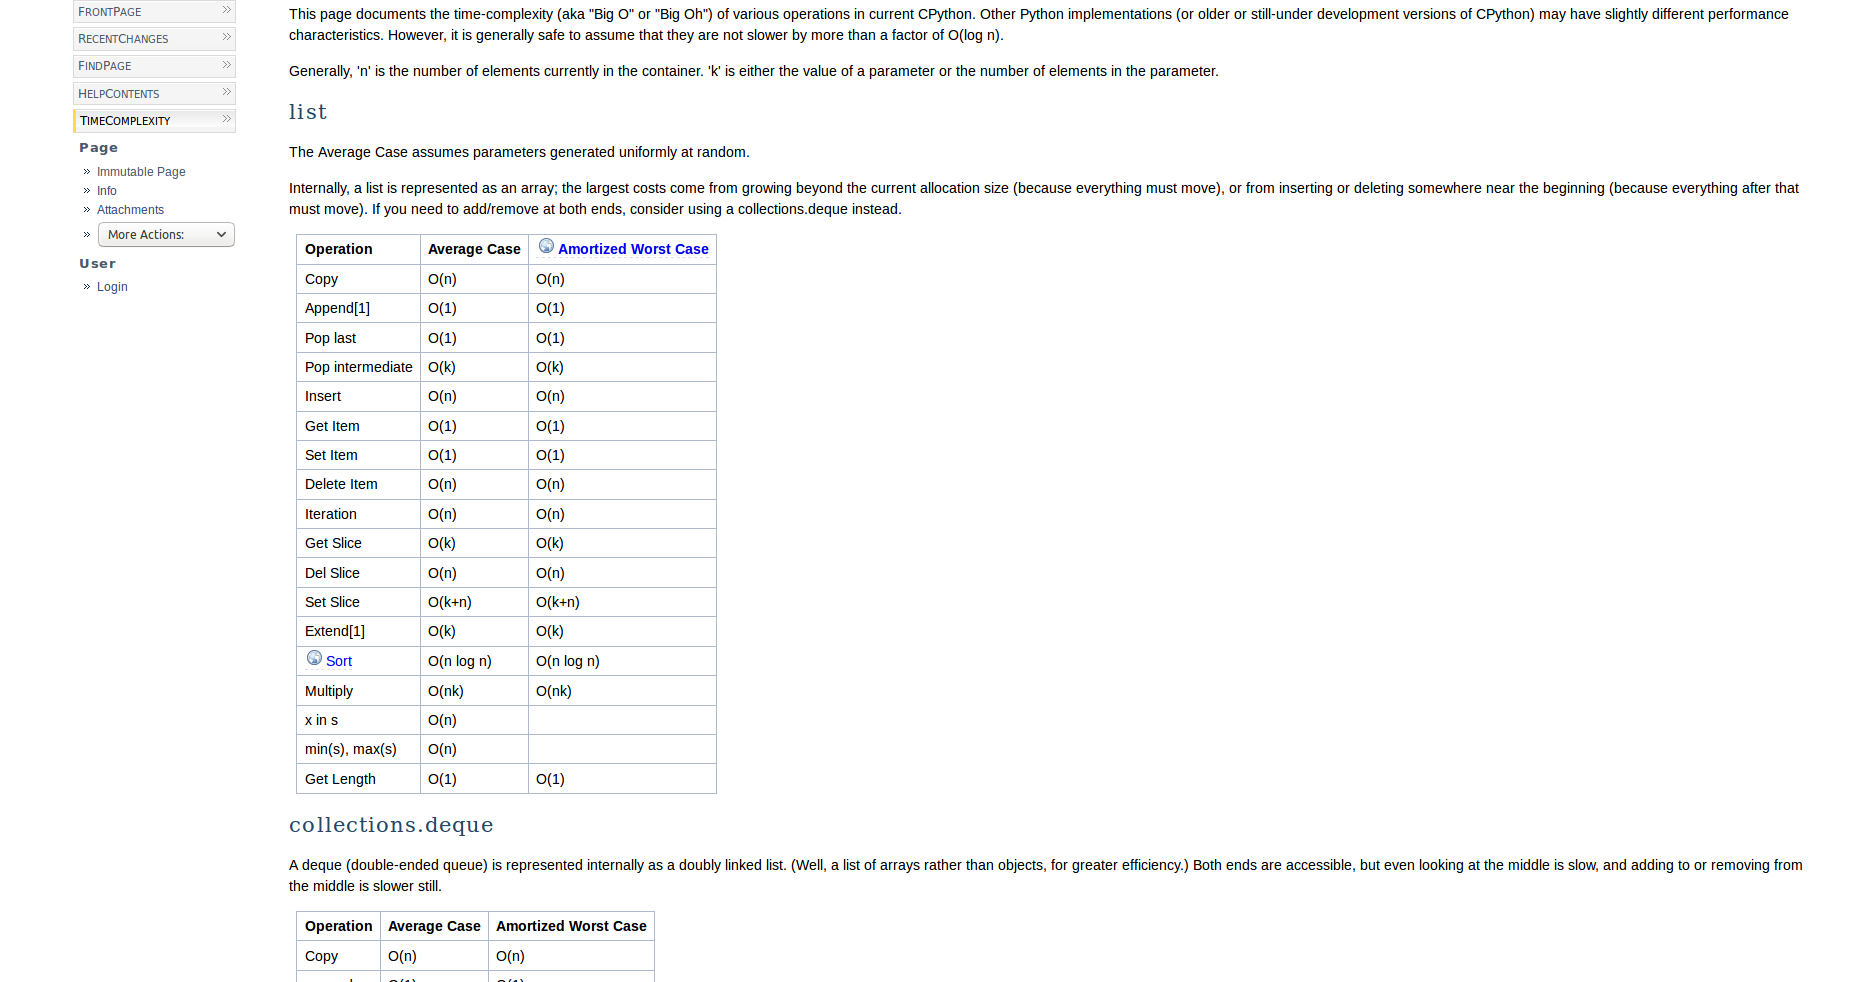 FRONTPAGE
RECENTCHANGES
FINDPAGE
HELPCONTENTS
TIMECOMPLEXITY
Page
» Immutable Page
» Info
» Attachments
» More Actions:
User
» Login
This page documents the time-complexity (aka "Big O" or "Big Oh") of various operations in current CPython. Other Python implementations (or older or still-under development versions of CPython) may have slightly different performance
characteristics. However, it is generally safe to assume that they are not slower by more than a factor of O(log n).
Generally, 'n' is the number of elements currently in the container. 'k' is either the value of a parameter or the number of elements in the parameter.
list
The Average Case assumes parameters generated uniformly at random.
Internally, a list is represented as an array; the largest costs come from growing beyond the current allocation size (because everything must move), or from inserting or deleting somewhere near the beginning (because everything after that
must move). If you need to add/remove at both ends, consider using a collections.deque instead.
Operation Average Case Amortized Worst Case
Copy O(n) O(n)
Append[1] O(1) O(1)
Pop last O(1) O(1)
Pop intermediate O(k) O(k)
Insert O(n) O(n)
Get Item O(1) O(1)
Set Item O(1) O(1)
Delete Item O(n) O(n)
Iteration O(n) O(n)
Get Slice O(k) O(k)
Del Slice O(n) O(n)
Set Slice O(k+n) O(k+n)
Extend[1] O(k) O(k)
Sort O(n log n) O(n log n)
Multiply O(nk) O(nk)
x in s O(n)
min(s), max(s) O(n)
Get Length O(1) O(1)
collections.deque
A deque (double-ended queue) is represented internally as a doubly linked list. (Well, a list of arrays rather than objects, for greater efficiency.) Both ends are accessible, but even looking at the middle is slow, and adding to or removing from
the middle is slower still.
Operation Average Case Amortized Worst Case
Copy O(n) O(n)